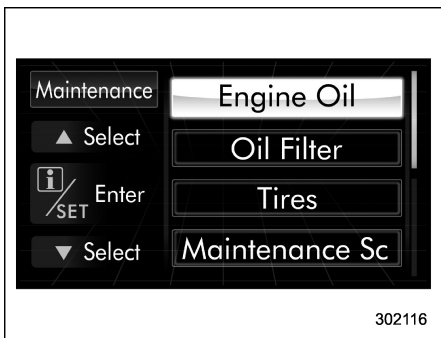 Maintenance
▲ Select
i/SET Enter
▼ Select
Engine Oil
Oil Filter
Tires
Maintenance Sc
302116